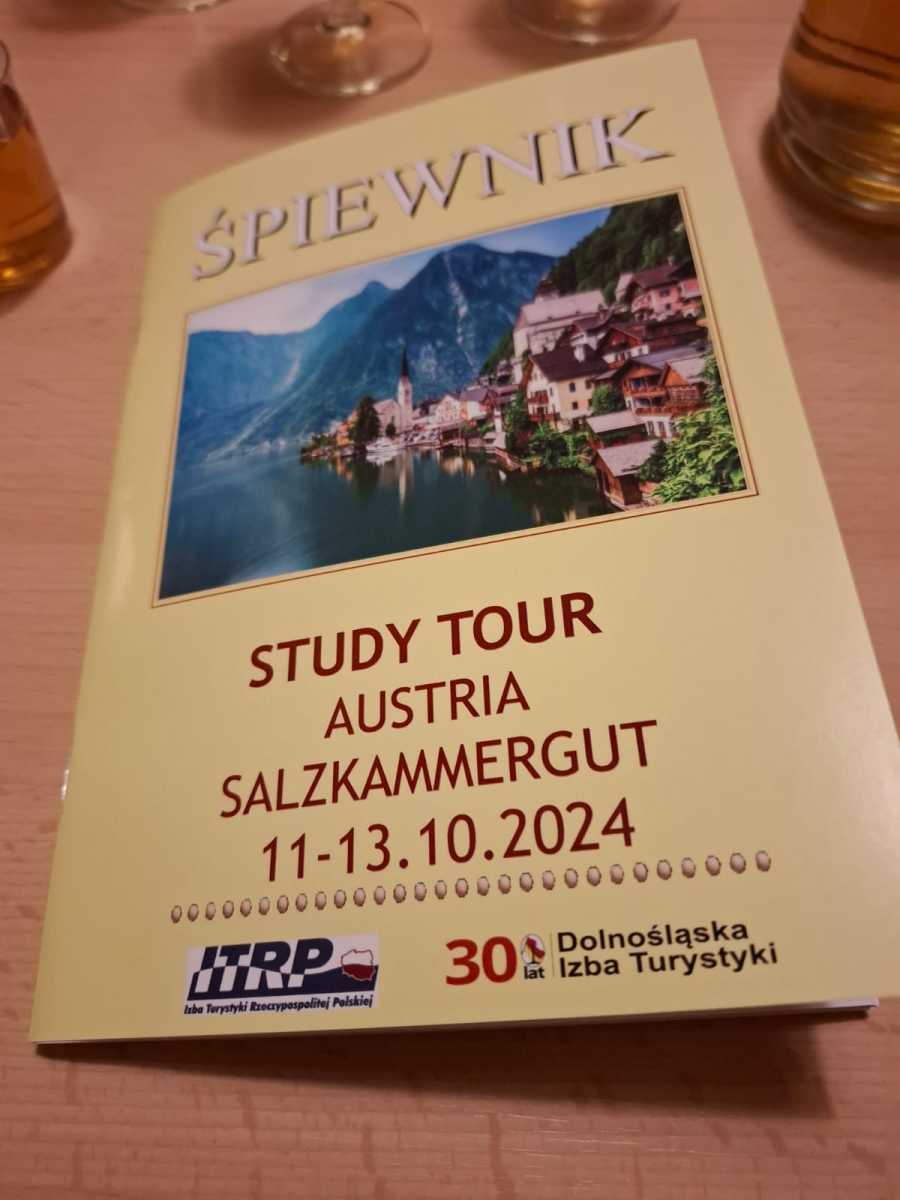 ŚPIEWNIK
STUDY TOUR
AUSTRIA
SALZKAMMERGUT
11-13.10.2024
ITRP
Izba Turystyki Rzeczypospolitej Polskiej
30 lat
Dolnośląska
Izba Turystyki